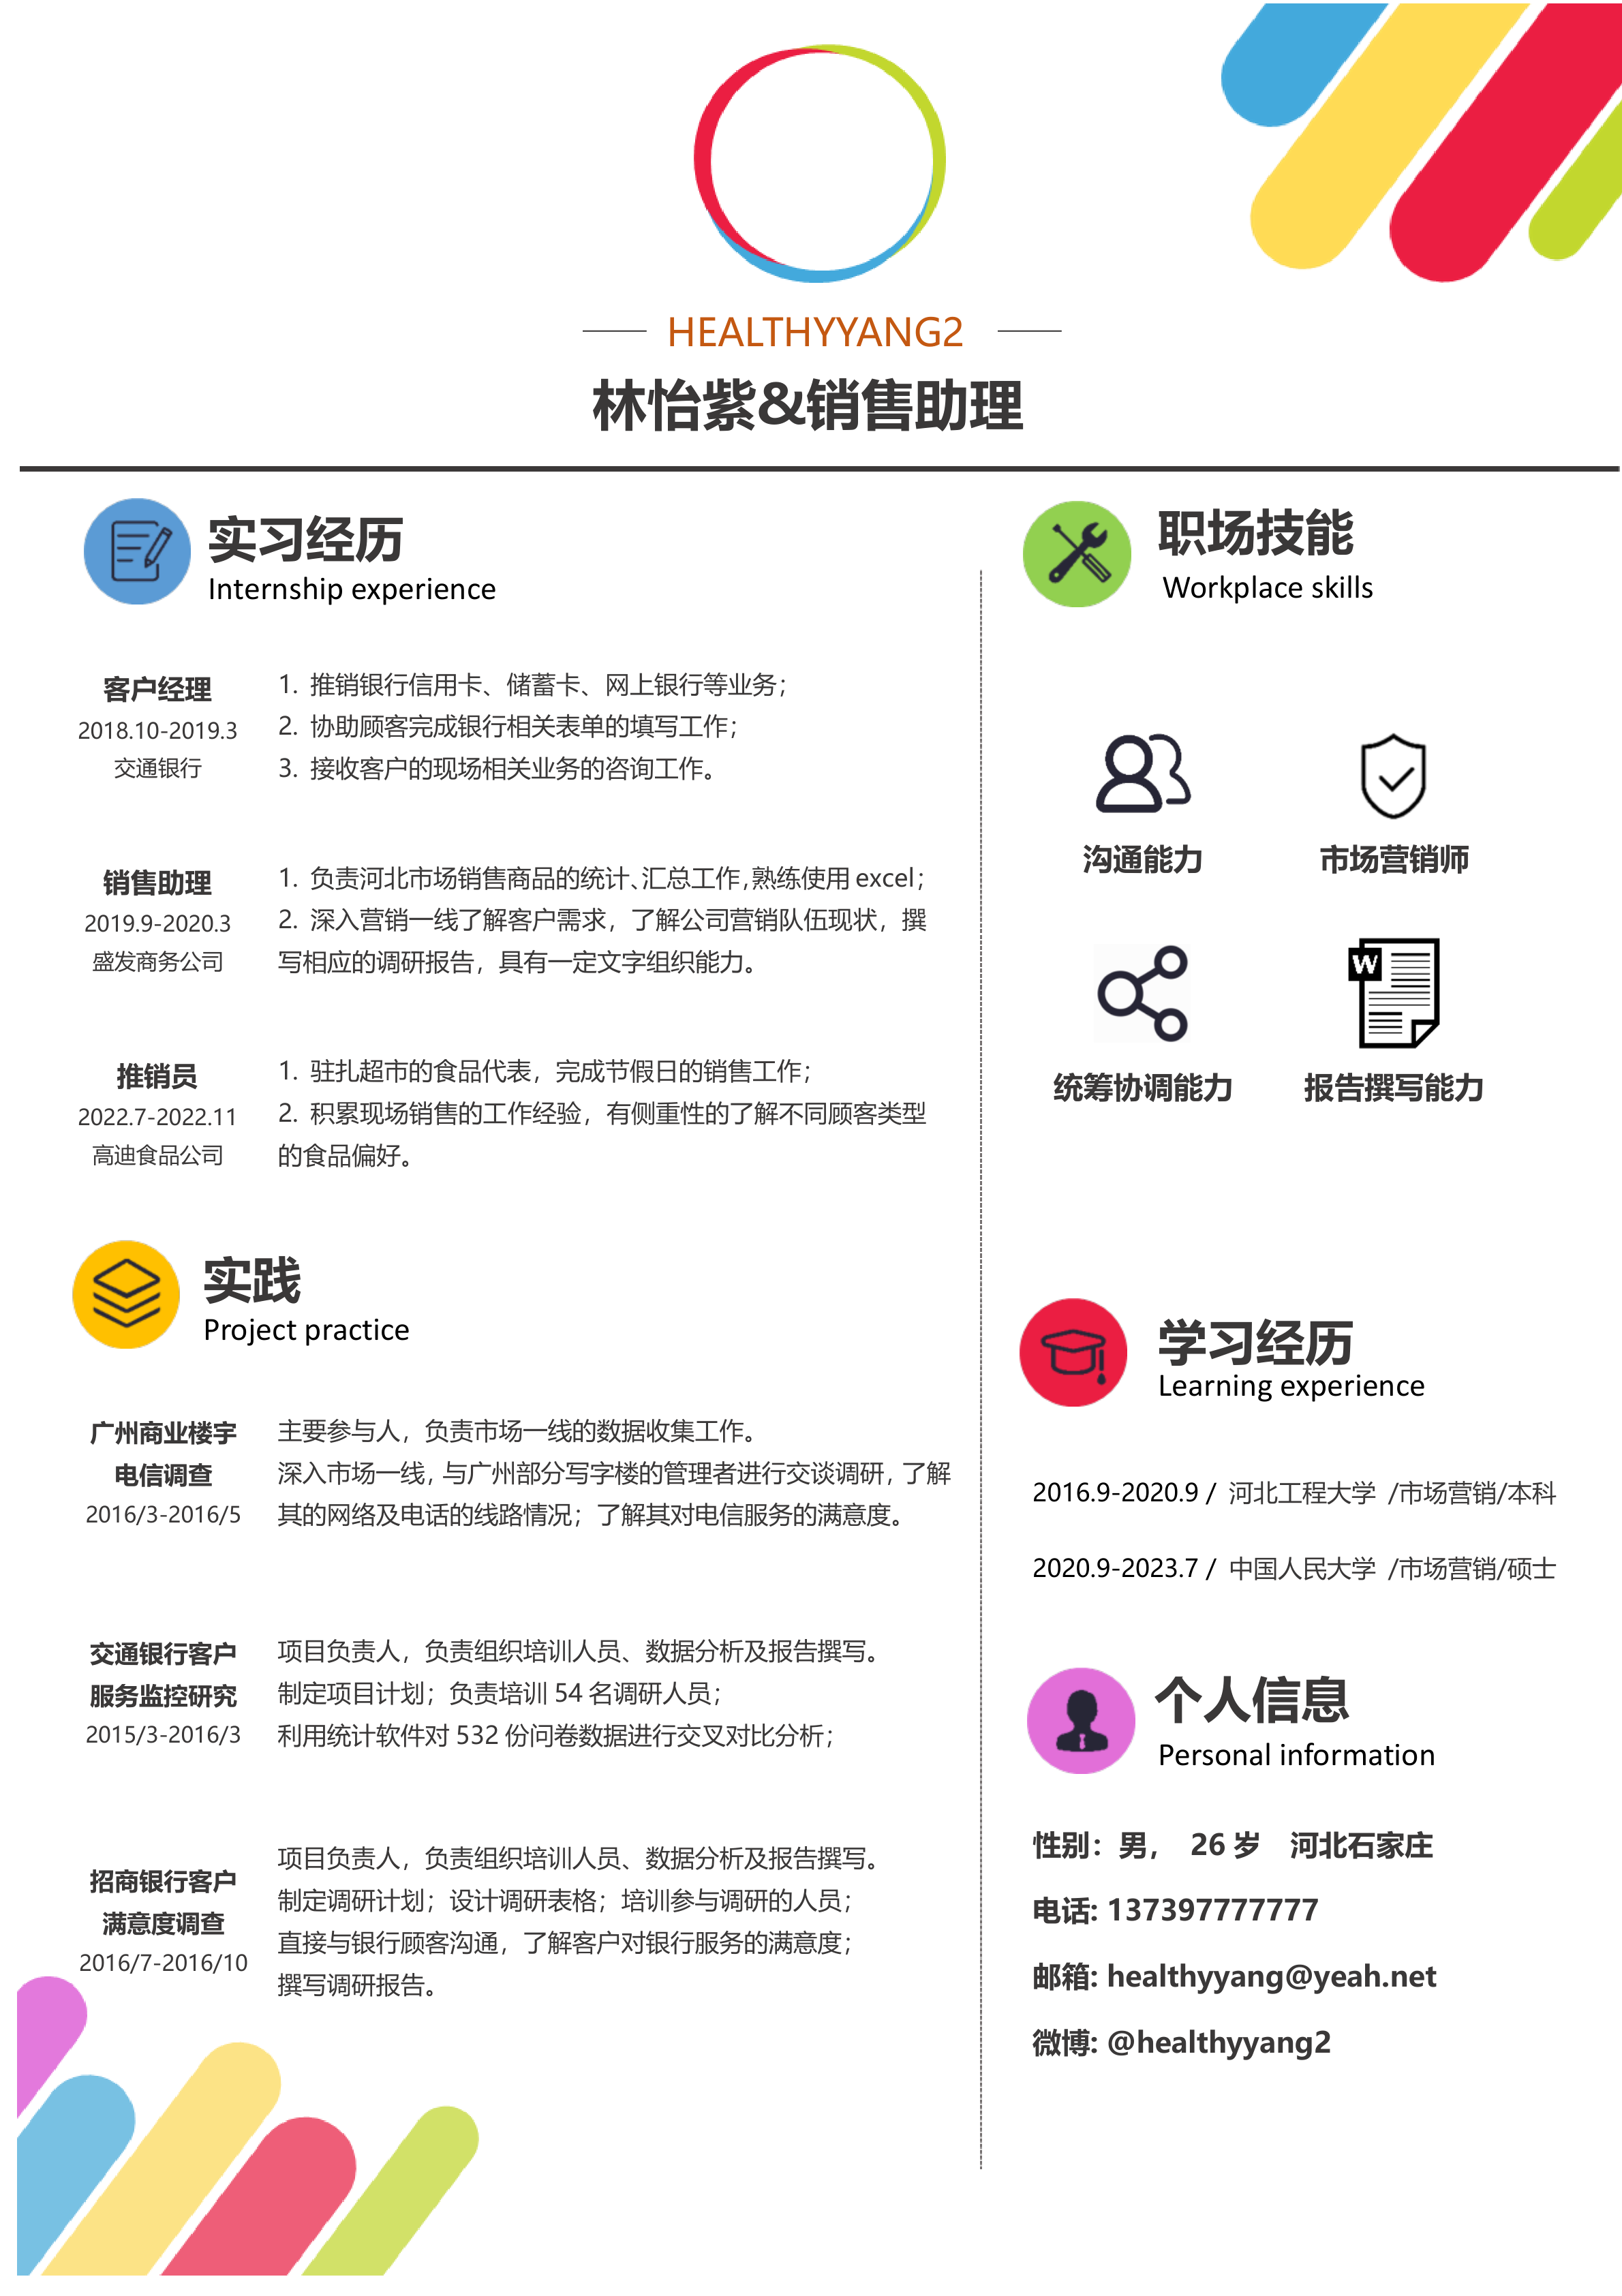 HEALTHYYANG2
林怡紫&销售助理
实习经历
Internship experience
客户经理
2018.10-2019.3
交通银行
1. 推销银行信用卡、储蓄卡、网上银行等业务；
2. 协助顾客完成银行相关表单的填写工作；
3. 接收客户的现场相关业务的咨询工作。
销售助理
2019.9-2020.3
盛发商务公司
1. 负责河北市场销售商品的统计、汇总工作，熟练使用 excel；
2. 深入营销一线了解客户需求，了解公司营销队伍现状，撰
写相应的调研报告，具有一定文字组织能力。
推销员
2022.7-2022.11
高迪食品公司
1. 驻扎超市的食品代表，完成节假日的销售工作；
2. 积累现场销售的工作经验，有侧重性的了解不同顾客类型
的食品偏好。
实践
Project practice
广州商业楼宇
电信调查
2016/3-2016/5
主要参与人，负责市场一线的数据收集工作。
深入市场一线，与广州部分写字楼的管理者进行交谈调研，了解
其的网络及电话的线路情况；了解其对电信服务的满意度。
交通银行客户
服务监控研究
2015/3-2016/3
项目负责人，负责组织培训人员、数据分析及报告撰写。
制定项目计划；负责培训 54 名调研人员；
利用统计软件对 532 份问卷数据进行交叉对比分析；
招商银行客户
满意度调查
2016/7-2016/10
项目负责人，负责组织培训人员、数据分析及报告撰写。
制定调研计划；设计调研表格；培训参与调研的人员；
直接与银行顾客沟通，了解客户对银行服务的满意度；
撰写调研报告。
职场技能
Workplace skills
沟通能力
市场营销师
W
统筹协调能力
报告撰写能力
学习经历
Learning experience
2016.9-2020.9 / 河北工程大学 /市场营销/本科
2020.9-2023.7 / 中国人民大学 /市场营销/硕士
个人信息
Personal information
性别：男， 26 岁 河北石家庄
电话: 137397777777
邮箱: healthyyang@yeah.net
微博: @healthyyang2